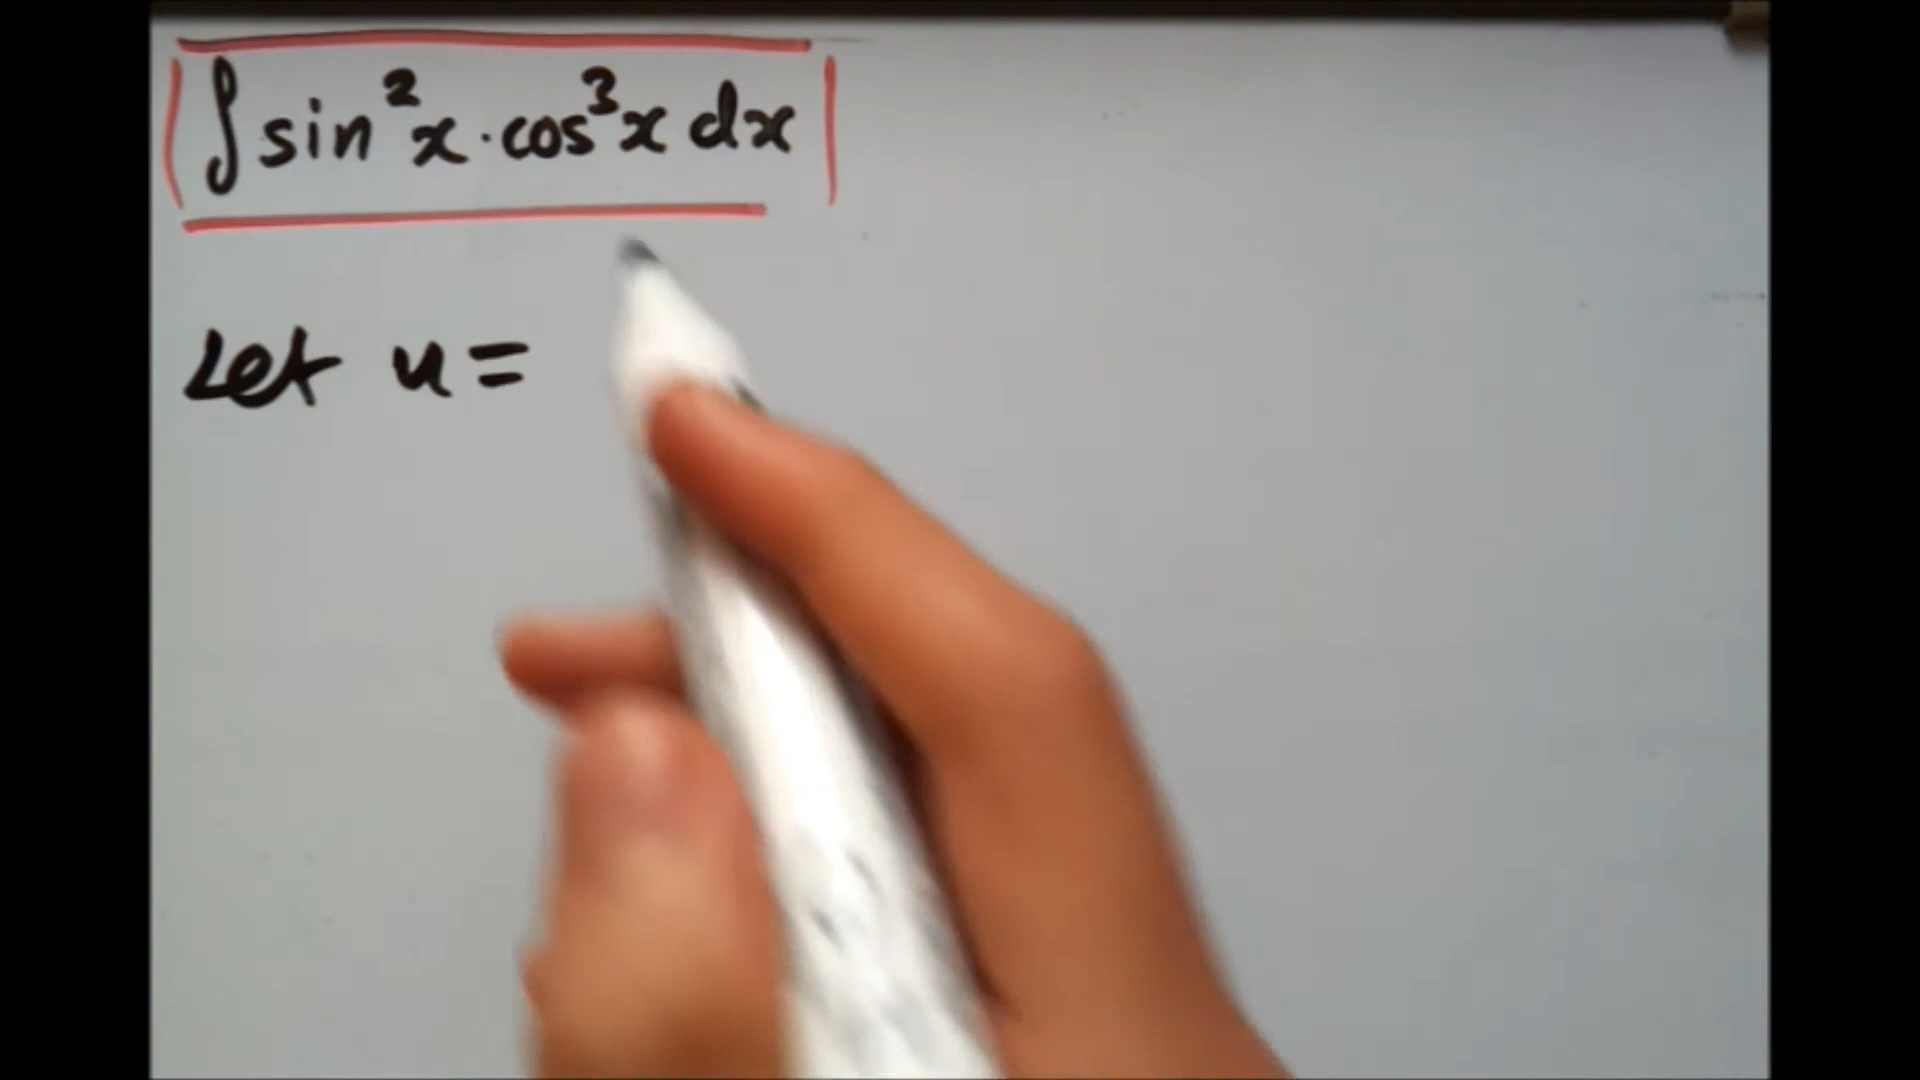 ∫ sin²x · cos³x dx
Let u =